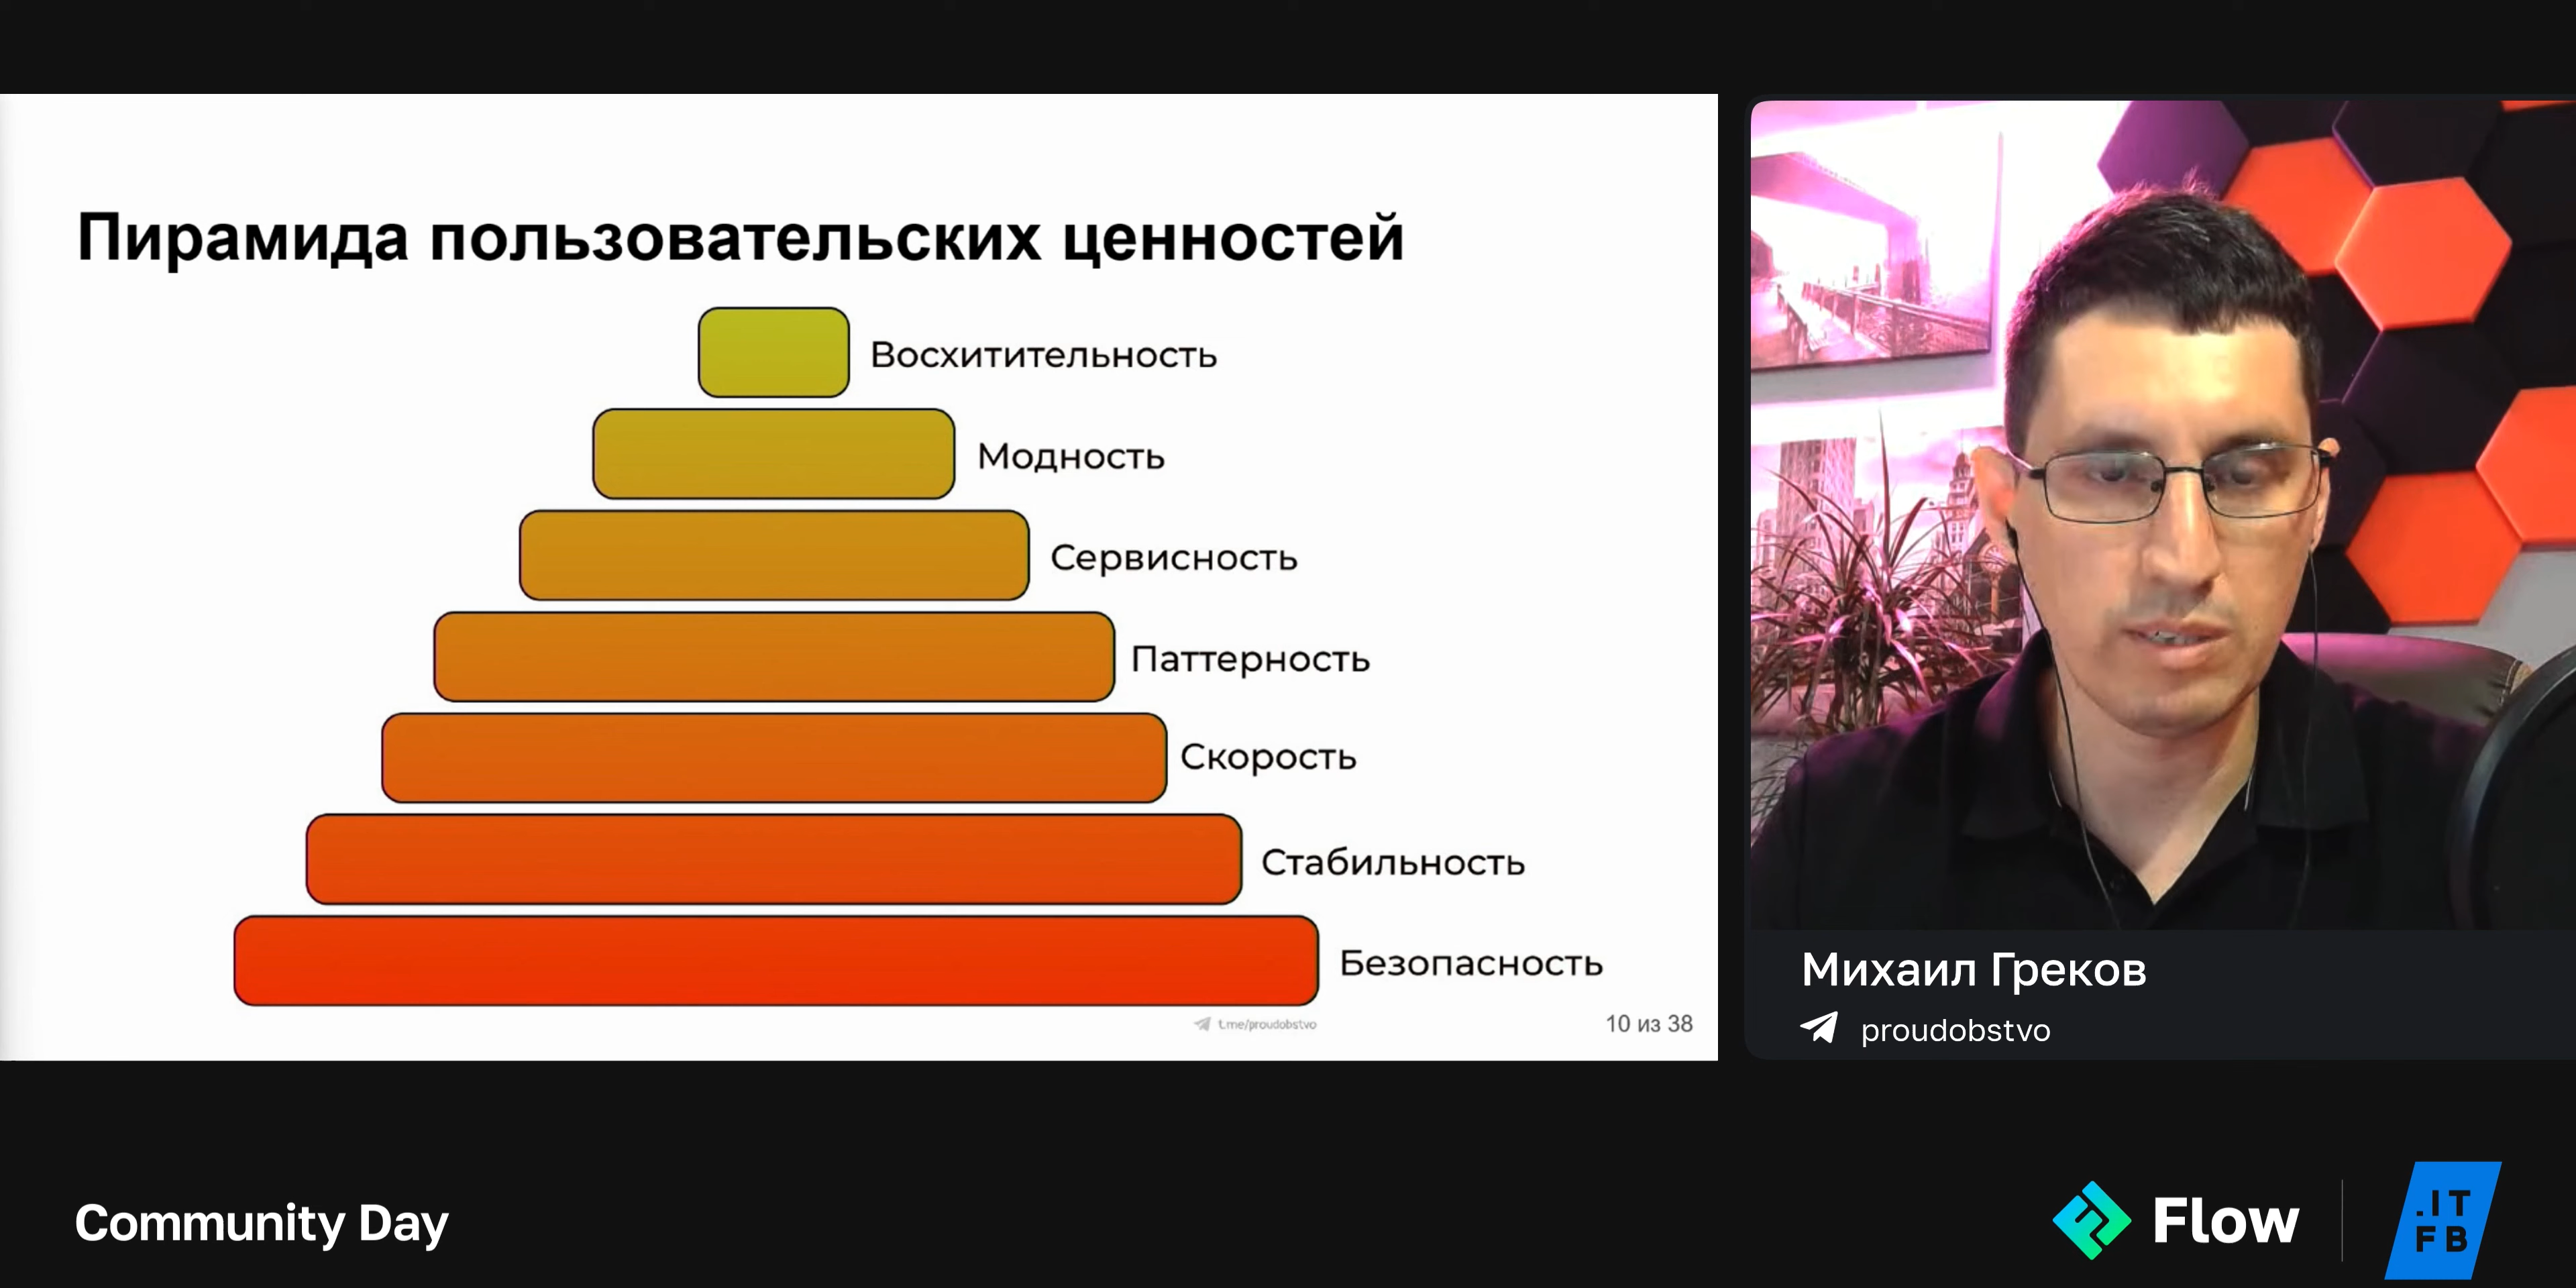 Пирамида пользовательских ценностей
Восхитительность
Модность
Сервисность
Паттерность
Скорость
Стабильность
Безопасность
t.me/proudobstvo
10 из 38
Михаил Греков
proudobstvo
Community Day
Flow
.IT
FB